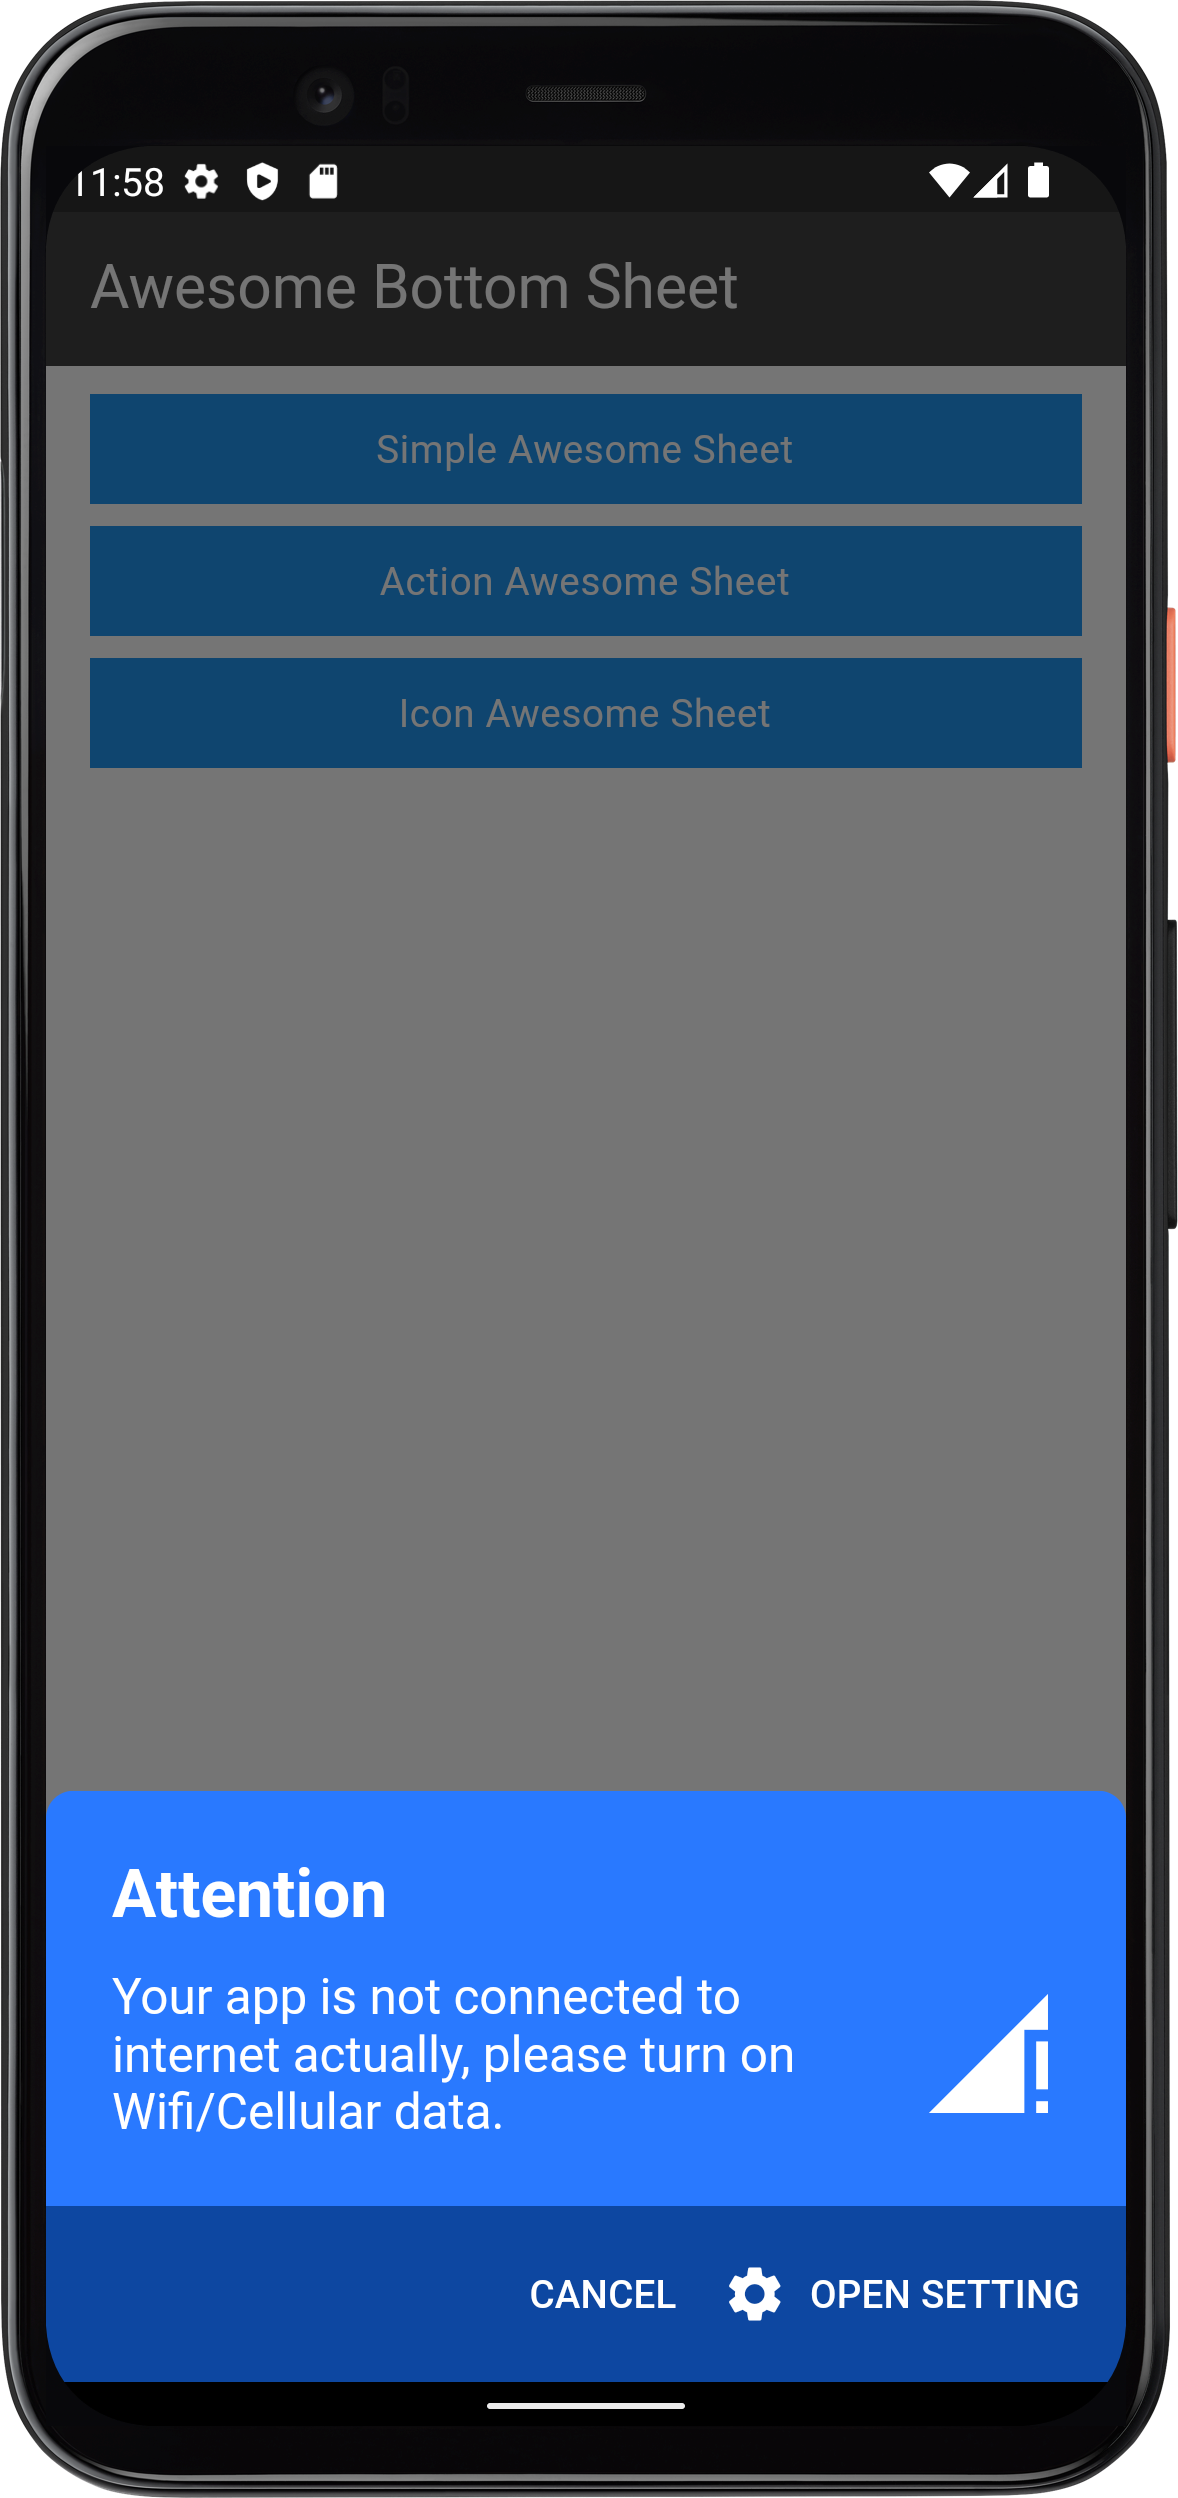 11:58
Awesome Bottom Sheet
Simple Awesome Sheet
Action Awesome Sheet
Icon Awesome Sheet
Attention
Your app is not connected to
internet actually, please turn on
Wifi/Cellular data.
CANCEL OPEN SETTING